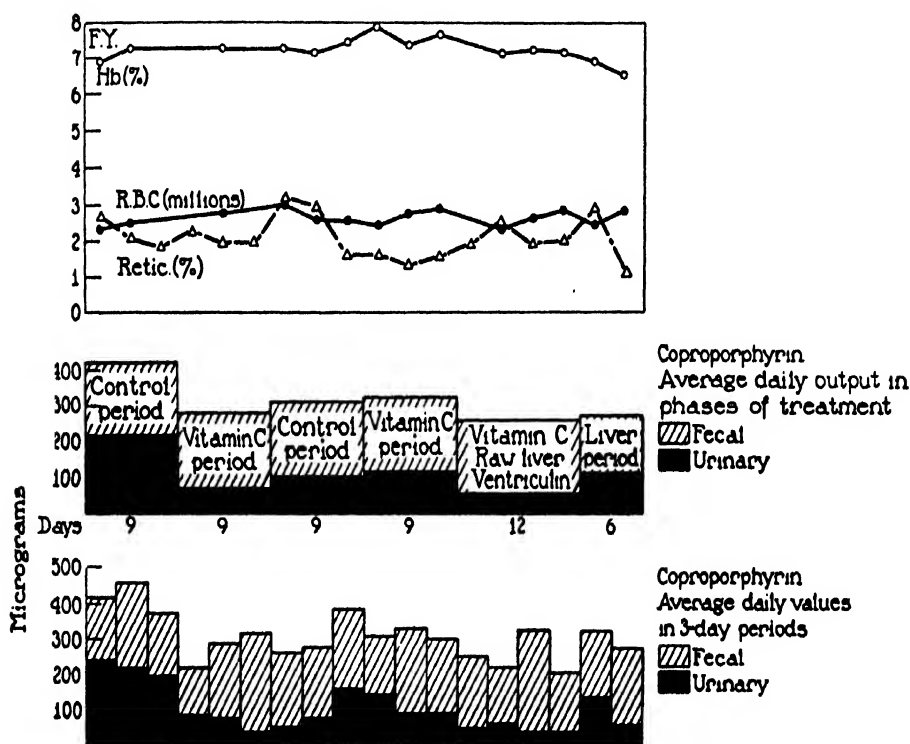 8
F.Y.
7
Hb(%)
6
5
4
3
R.B.C (millions)
2
Retic.(%)
1
0
400
300
200
100
Control
period
Vitamin C
period
Control
period
Vitamin C
period
Vitamin C
Raw liver
Ventriculin
Liver
period
Coproporphyrin
Average daily output in
phases of treatment
Fecal
Urinary
Days 9 9 9 9 12 6
Micrograms
500
400
300
200
100
Coproporphyrin
Average daily values
in 3-day periods
Fecal
Urinary